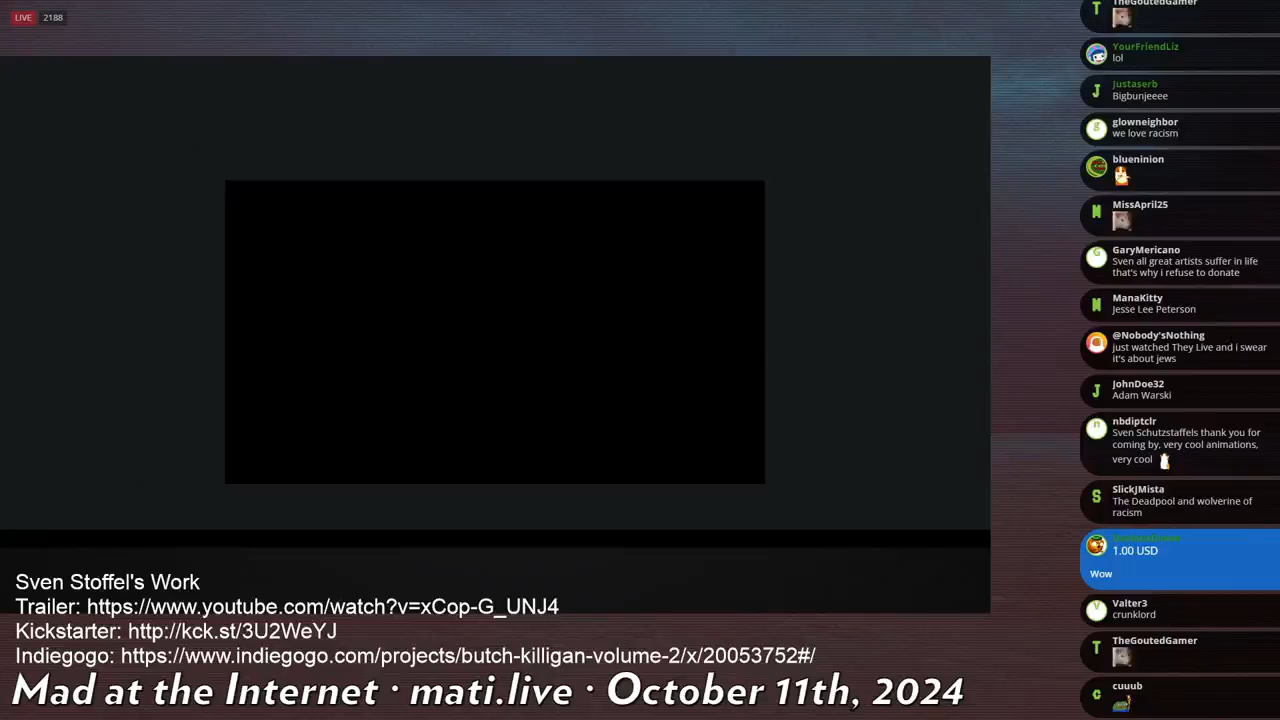 LIVE 2188
TheGoutedGamer
YourFriendLiz
lol
Justaserb
Bigbunjeeee
glowneighbor
we love racism
blueninion
MissApril25
GaryMericano
Sven all great artists suffer in life
that's why i refuse to donate
ManaKitty
Jesse Lee Peterson
@Nobody'sNothing
just watched They Live and i swear
it's about jews
JohnDoe32
Adam Warski
nbdiptclr
Sven Schutzstaffels thank you for
coming by, very cool animations,
very cool
SlickJMista
The Deadpool and wolverine of
racism
1.00 USD
Wow
Valter3
crunklord
TheGoutedGamer
cuuub
Sven Stoffel's Work
Trailer: https://www.youtube.com/watch?v=xCop-G_UNJ4
Kickstarter: http://kck.st/3U2WeYJ
Indiegogo: https://www.indiegogo.com/projects/butch-killigan-volume-2/x/20053752#/
Mad at the Internet · mati.live · October 11th, 2024